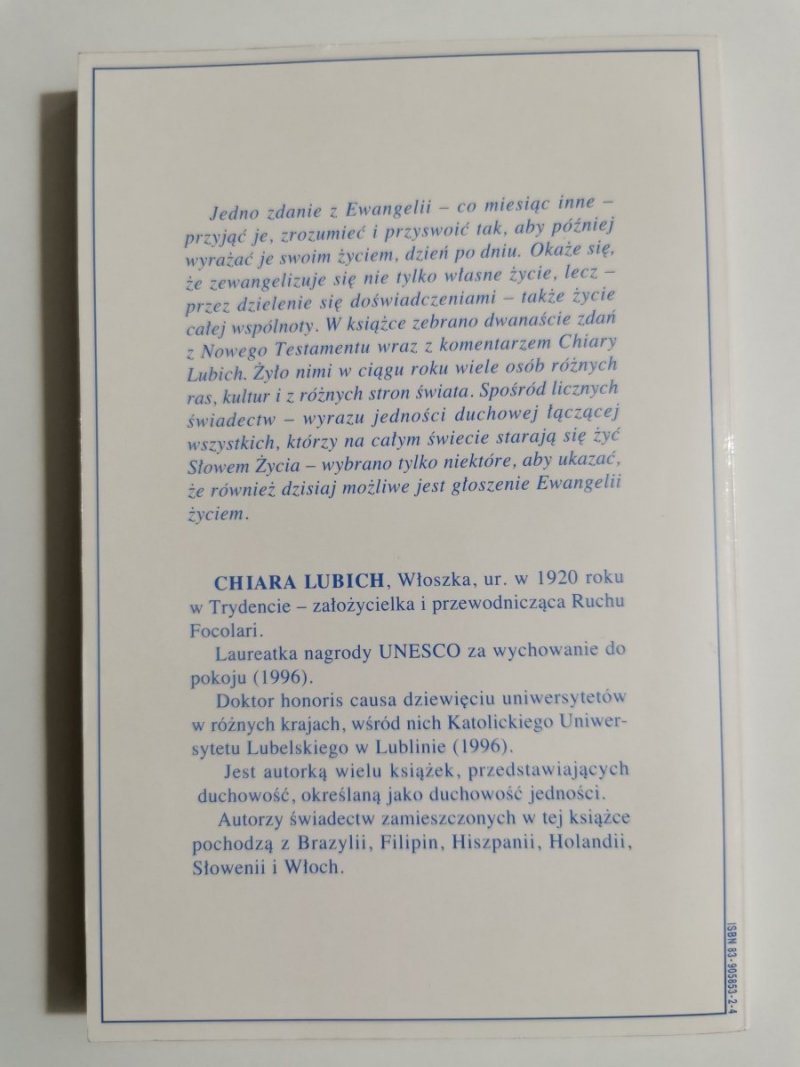 Jedno zdanie z Ewangelii – co miesiąc inne –
przyjąć je, zrozumieć i przyswoić tak, aby później
wyrażać je swoim życiem, dzień po dniu. Okaże się,
że zewangelizuje się nie tylko własne życie, lecz –
przez dzielenie się doświadczeniami – także życie
całej wspólnoty. W książce zebrano dwanaście zdań
z Nowego Testamentu wraz z komentarzem Chiary
Lubich. Żyło nimi w ciągu roku wiele osób różnych
ras, kultur i z różnych stron świata. Spośród licznych
świadectw – wyrazu jedności duchowej łączącej
wszystkich, którzy na całym świecie starają się żyć
Słowem Życia – wybrano tylko niektóre, aby ukazać,
że również dzisiaj możliwe jest głoszenie Ewangelii
życiem.
CHIARA LUBICH, Włoszka, ur. w 1920 roku
w Trydencie – założycielka i przewodnicząca Ruchu
Focolari.
Laureatka nagrody UNESCO za wychowanie do
pokoju (1996).
Doktor honoris causa dziewięciu uniwersytetów
w różnych krajach, wśród nich Katolickiego Uniwer-
sytetu Lubelskiego w Lublinie (1996).
Jest autorką wielu książek, przedstawiających
duchowość, określaną jako duchowość jedności.
Autorzy świadectw zamieszczonych w tej książce
pochodzą z Brazylii, Filipin, Hiszpanii, Holandii,
Słowenii i Włoch.
ISBN 83-905853-2-4